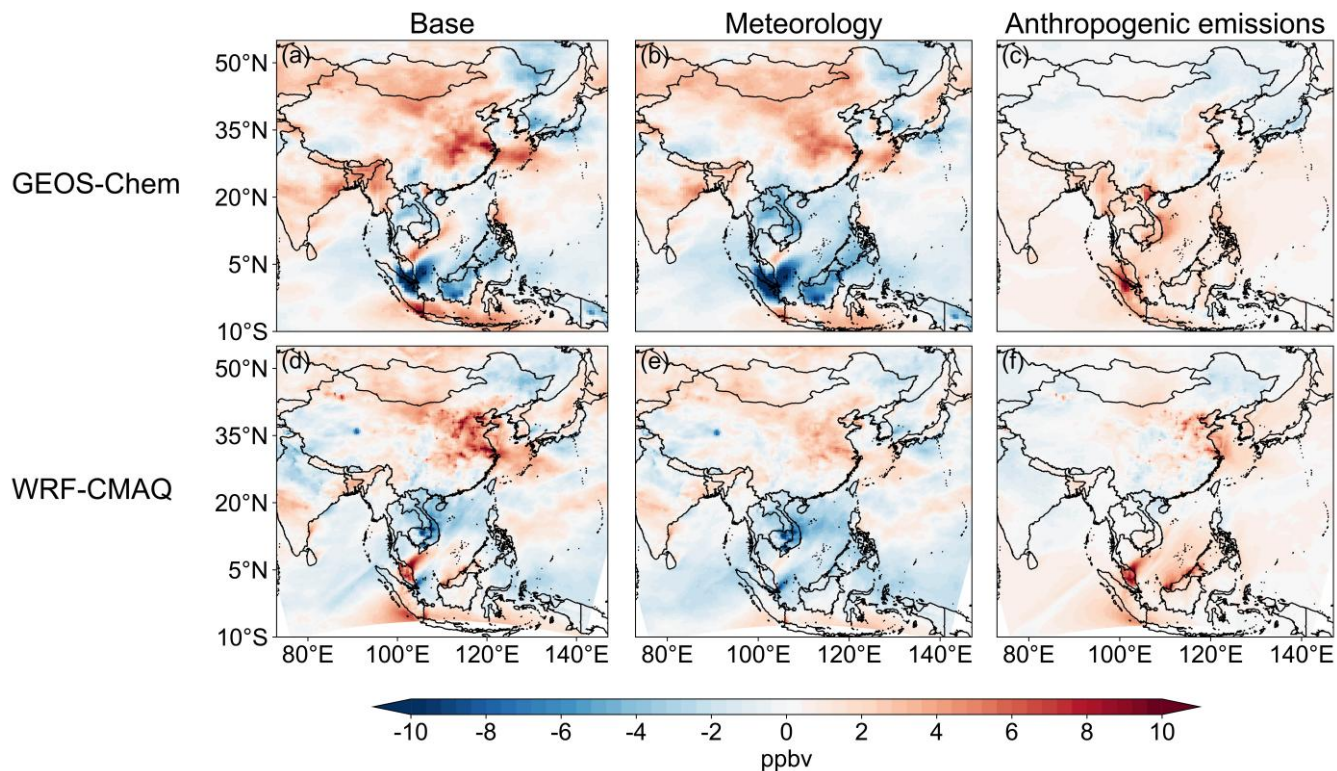 Base Meteorology Anthropogenic emissions
GEOS-Chem
(a) (b) (c)
50°N
35°N
20°N
5°N
10°S
WRF-CMAQ
(d) (e) (f)
50°N
35°N
20°N
5°N
10°S
80°E 100°E 120°E 140°E 80°E 100°E 120°E 140°E 80°E 100°E 120°E 140°E
-10 -8 -6 -4 -2 0 2 4 6 8 10
ppbv